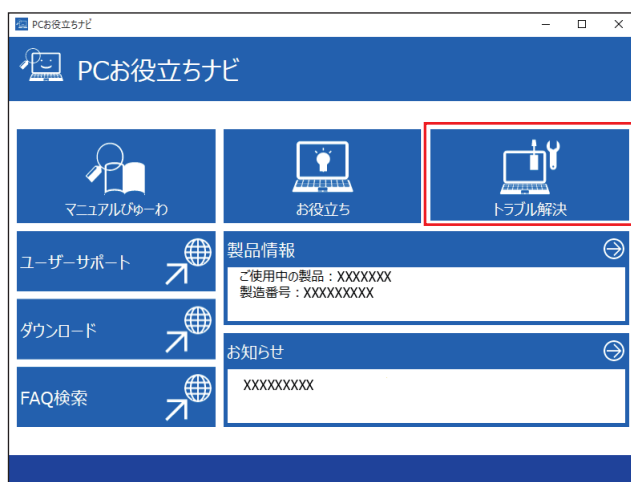 PCお役立ちナビ
PCお役立ちナビ
マニュアルびゅーわ
お役立ち
トラブル解決
ユーザーサポート
製品情報
ご使用中の製品：XXXXXXX
製造番号：XXXXXXXXX
ダウンロード
お知らせ
XXXXXXXXX
FAQ検索